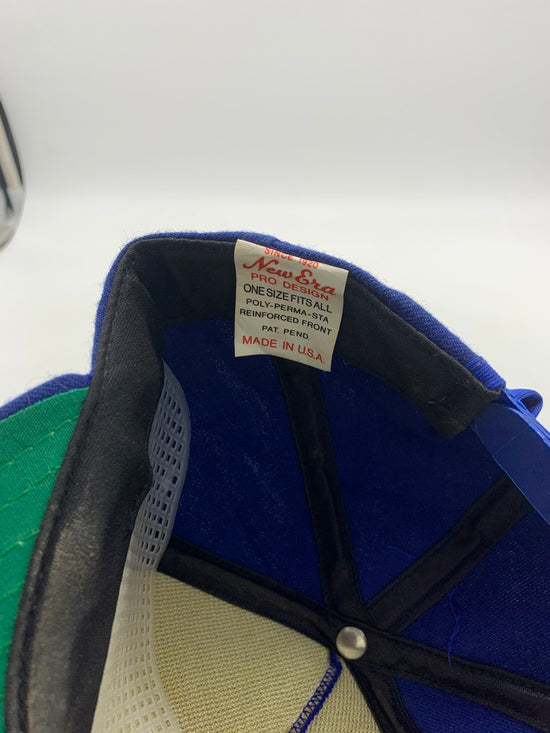 SINCE 1920
New Era
PRO DESIGN
ONE SIZE FITS ALL
POLY-PERMA-STA
REINFORCED FRONT
PAT. PEND.
MADE IN U.S.A.